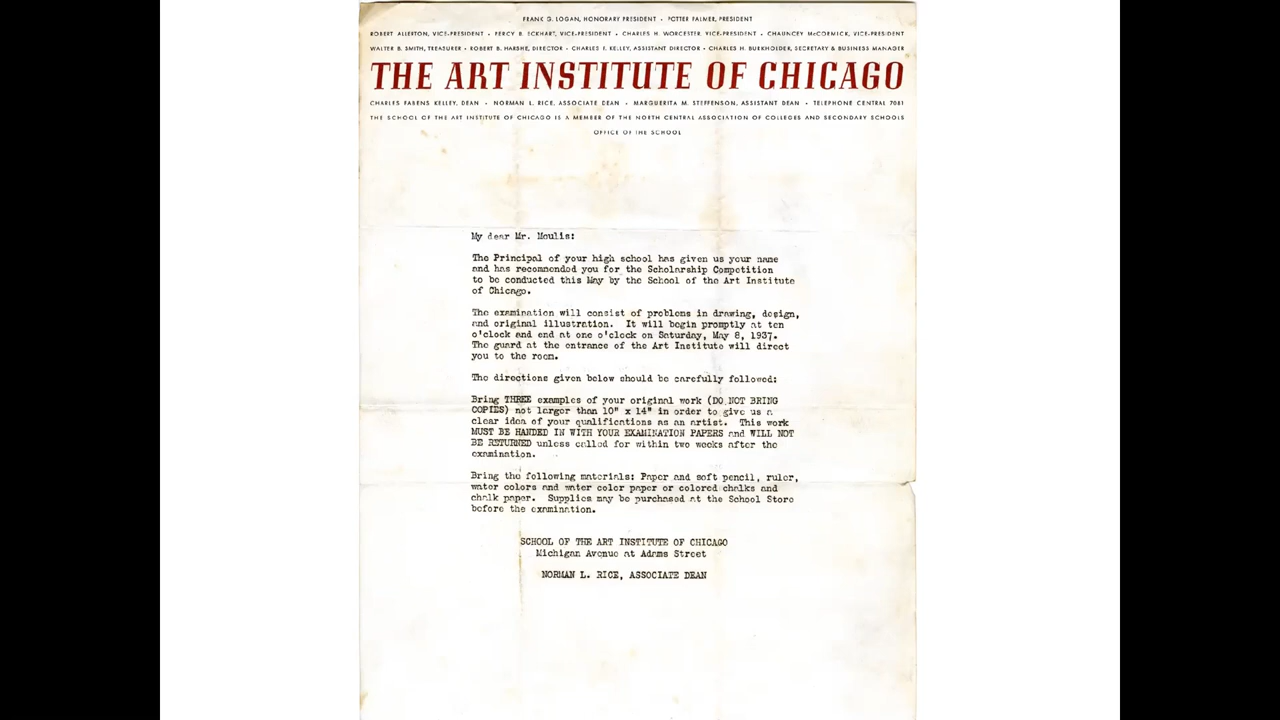 FRANK G. LOGAN, HONORARY PRESIDENT • POTTER PALMER, PRESIDENT
ROBERT ALLERTON, VICE-PRESIDENT • PERCY B. ECKHART, VICE-PRESIDENT • CHARLES H. WORCESTER, VICE-PRESIDENT • CHAUNCEY McCORMICK, VICE-PRESIDENT
WALTER B. SMITH, TREASURER • ROBERT B. HARSHE, DIRECTOR • CHARLES F. KELLEY, ASSISTANT DIRECTOR • CHARLES H. BURKHOLDER, SECRETARY & BUSINESS MANAGER
THE ART INSTITUTE OF CHICAGO
CHARLES FABENS KELLEY, DEAN • NORMAN L. RICE, ASSOCIATE DEAN • MARGUERITA M. STEFFENSON, ASSISTANT DEAN • TELEPHONE CENTRAL 7081
THE SCHOOL OF THE ART INSTITUTE OF CHICAGO IS A MEMBER OF THE NORTH CENTRAL ASSOCIATION OF COLLEGES AND SECONDARY SCHOOLS
OFFICE OF THE SCHOOL
My dear Mr. Moulis:
The Principal of your high school has given us your name
and has recommended you for the Scholarship Competition
to be conducted this May by the School of the Art Institute
of Chicago.
The examination will consist of problems in drawing, design,
and original illustration. It will begin promptly at ten
o'clock and end at one o'clock on Saturday, May 8, 1937.
The guard at the entrance of the Art Institute will direct
you to the room.
The directions given below should be carefully followed:
Bring THREE examples of your original work (DO NOT BRING
COPIES) not larger than 10" x 14" in order to give us a
clear idea of your qualifications as an artist. This work
MUST BE HANDED IN WITH YOUR EXAMINATION PAPERS and WILL NOT
BE RETURNED unless called for within two weeks after the
examination.
Bring the following materials: Paper and soft pencil, ruler,
water colors and water color paper or colored chalks and
chalk paper. Supplies may be purchased at the School Store
before the examination.
SCHOOL OF THE ART INSTITUTE OF CHICAGO
Michigan Avenue at Adams Street
NORMAN L. RICE, ASSOCIATE DEAN